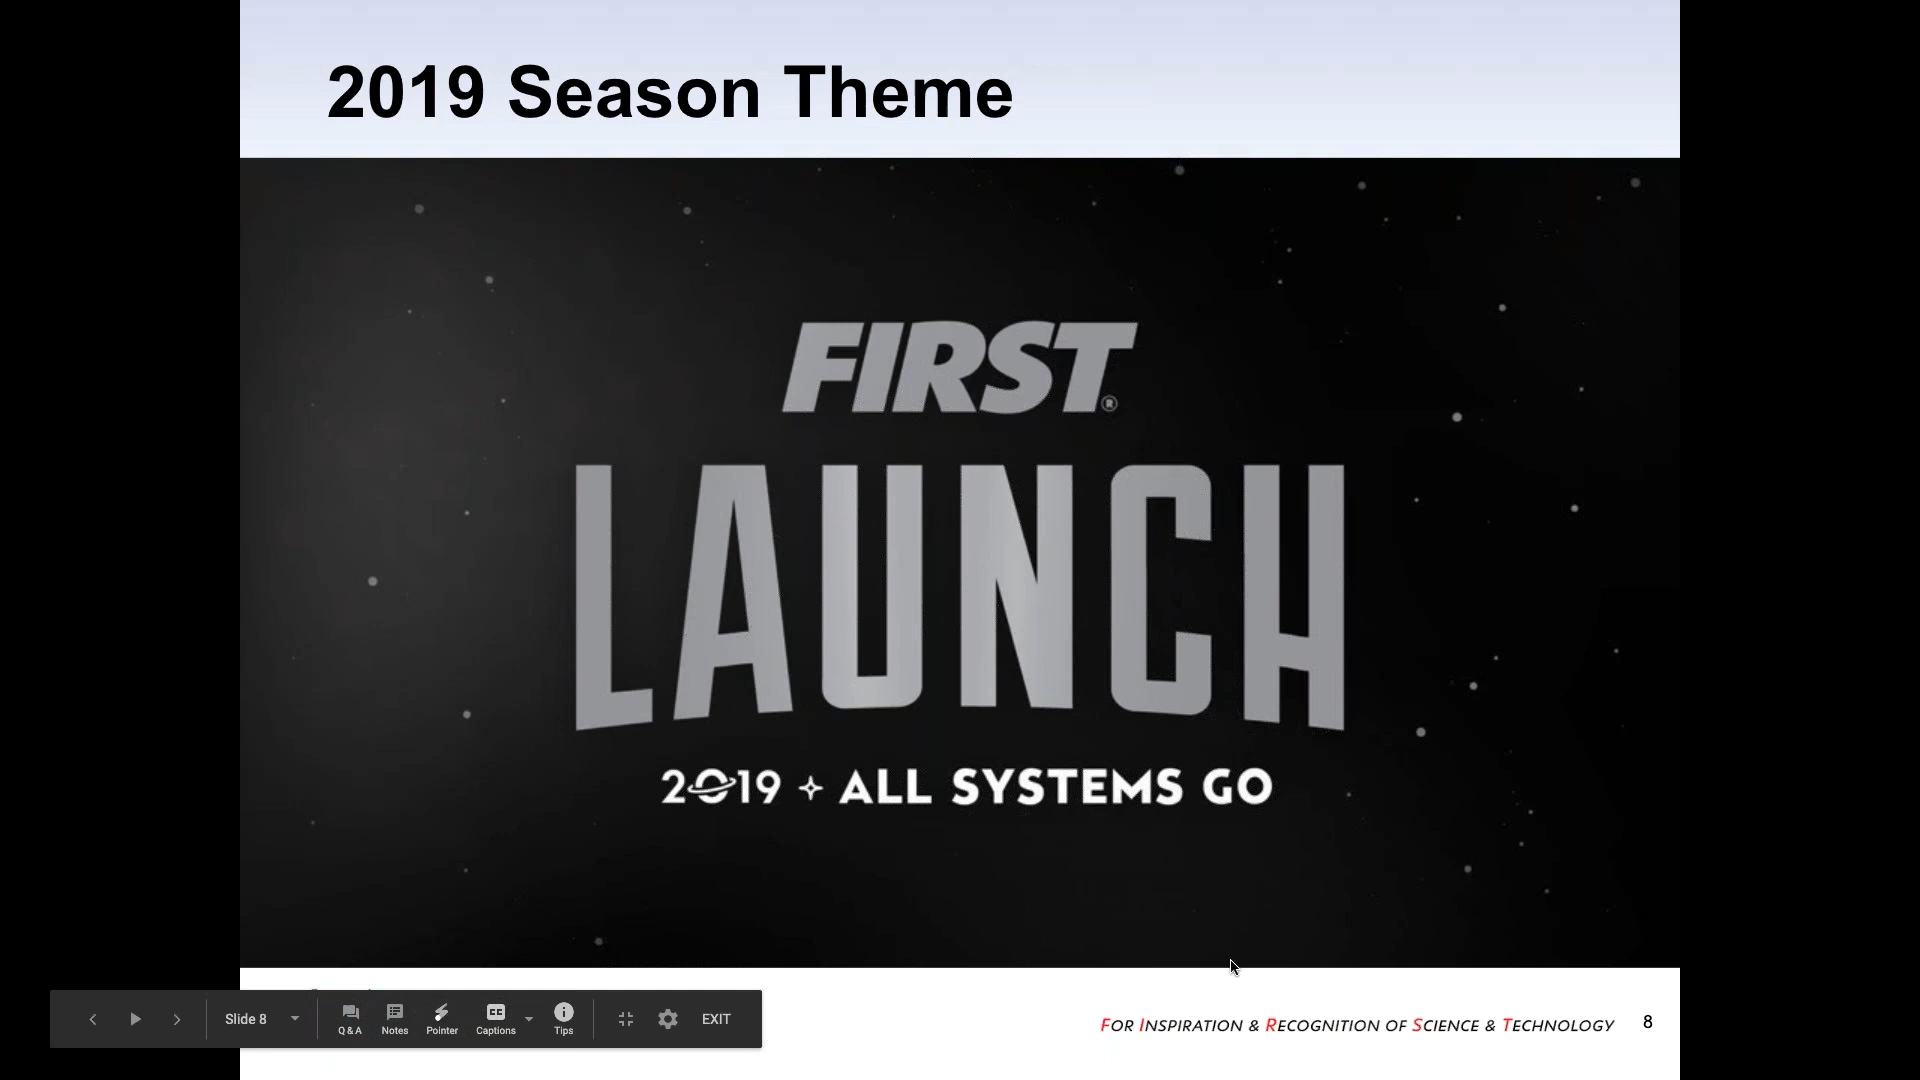 2019 Season Theme
FIRST®
LAUNCH
2019 ALL SYSTEMS GO
Slide 8
Q & A
Notes
Pointer
CC
Captions
Tips
EXIT
FOR INSPIRATION & RECOGNITION OF SCIENCE & TECHNOLOGY
8